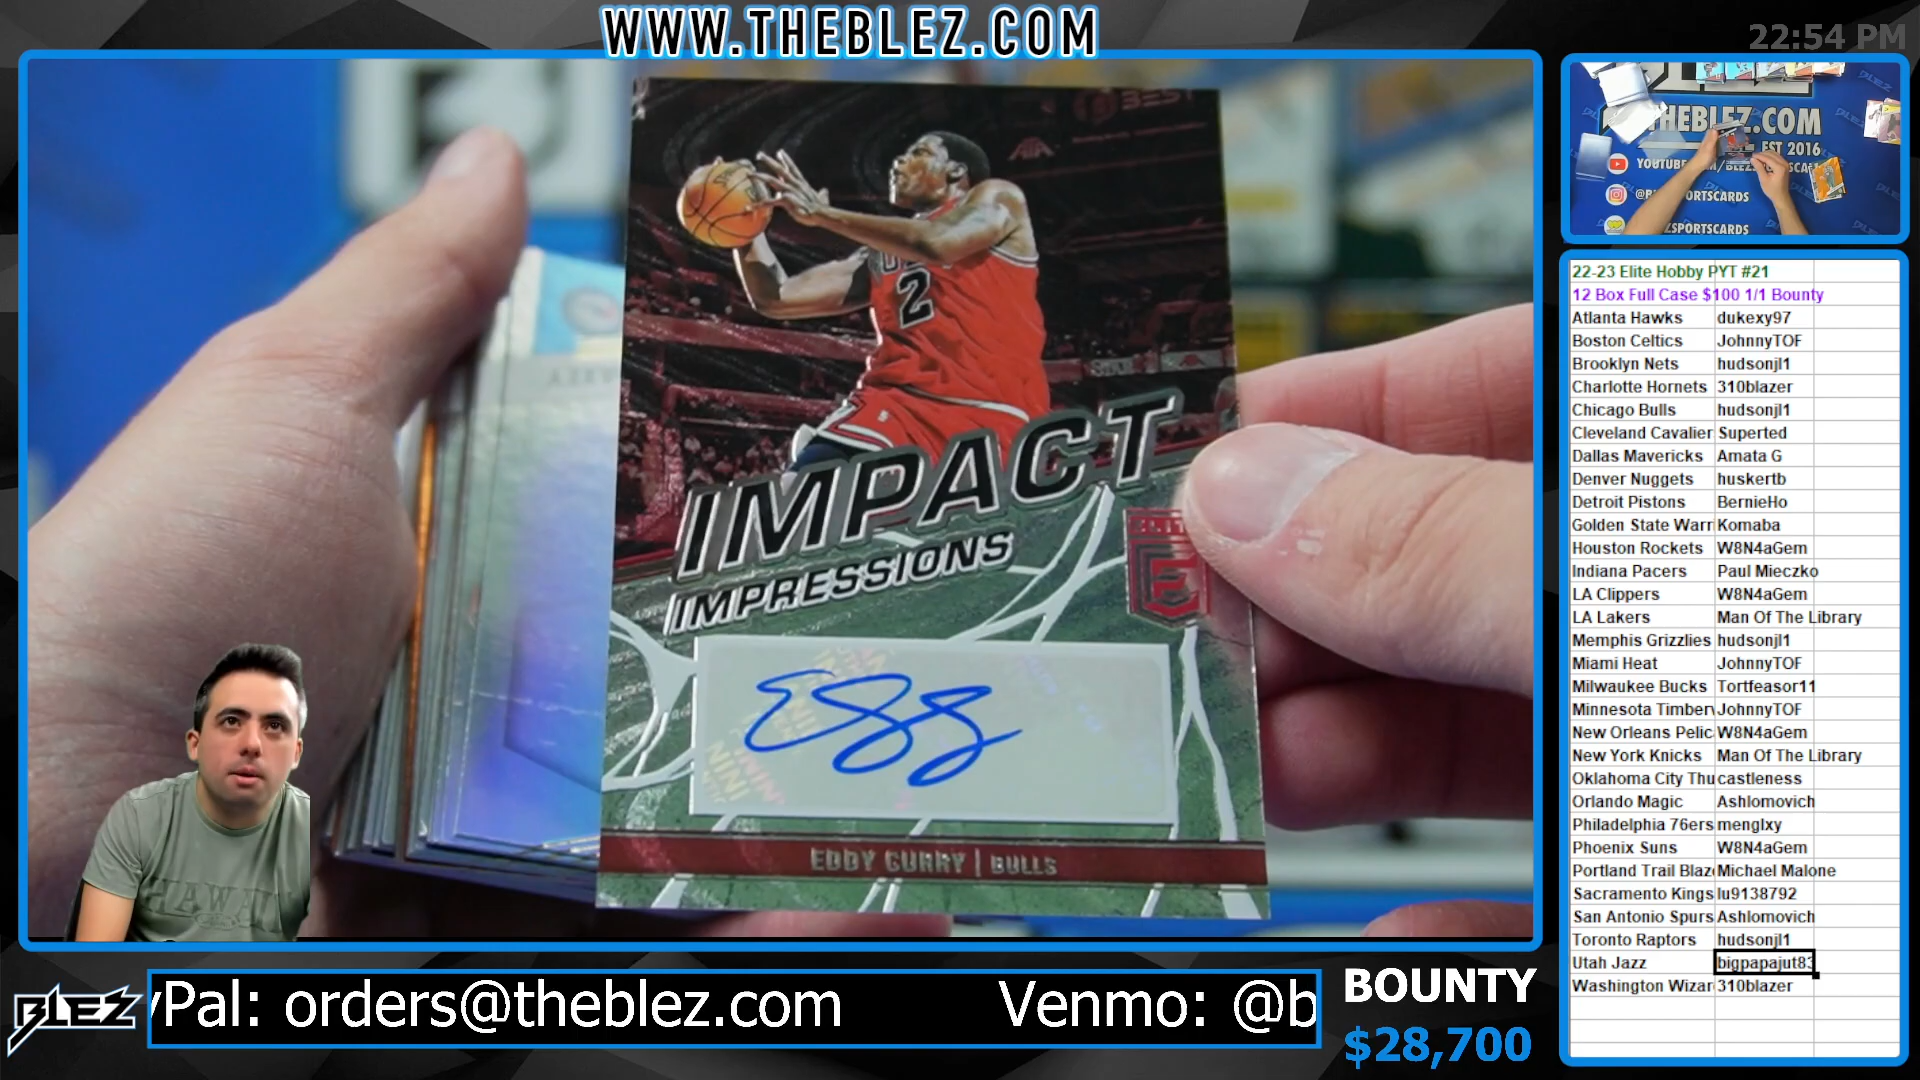 WWW.THEBLEZ.COM
22:54 PM
BEST
2
IMPACT
IMPRESSIONS
ELITE
E
EDDY CURRY | BULLS
HAWAII
THEBLEZ.COM
EST 2016
@B
ORTSCARDS
ZSPORTSCARDS
22-23 Elite Hobby PYT #21
12 Box Full Case $100 1/1 Bounty
Atlanta Hawks dukexy97
Boston Celtics JohnnyTOF
Brooklyn Nets hudsonjl1
Charlotte Hornets 310blazer
Chicago Bulls hudsonjl1
Cleveland Cavalier Superted
Dallas Mavericks Amata G
Denver Nuggets huskertb
Detroit Pistons BernieHo
Golden State Warr Komaba
Houston Rockets W8N4aGem
Indiana Pacers Paul Mieczko
LA Clippers W8N4aGem
LA Lakers Man Of The Library
Memphis Grizzlies hudsonjl1
Miami Heat JohnnyTOF
Milwaukee Bucks Tortfeasor11
Minnesota Timberv JohnnyTOF
New Orleans Pelic W8N4aGem
New York Knicks Man Of The Library
Oklahoma City Thu castleness
Orlando Magic Ashlomovich
Philadelphia 76ers menglxy
Phoenix Suns W8N4aGem
Portland Trail Blaz Michael Malone
Sacramento Kings lu9138792
San Antonio Spurs Ashlomovich
Toronto Raptors hudsonjl1
Utah Jazz bigpapajut83
Washington Wizar 310blazer
BLEZ
yPal: orders@theblez.com Venmo: @b
BOUNTY
$28,700